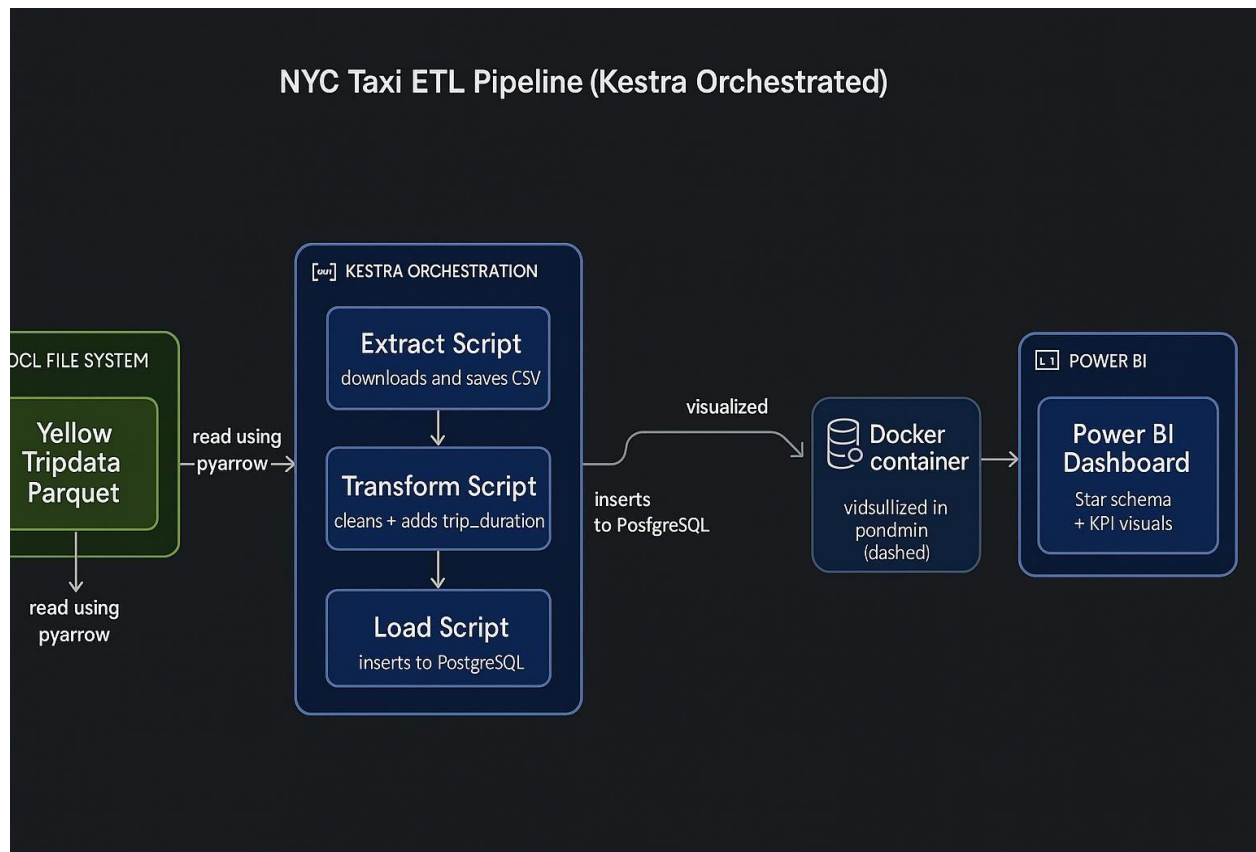 NYC Taxi ETL Pipeline (Kestra Orchestrated)
OCL FILE SYSTEM
Yellow
Tripdata
Parquet
read using
pyarrow
read using
pyarrow
KESTRA ORCHESTRATION
Extract Script
downloads and saves CSV
Transform Script
cleans + adds trip_duration
Load Script
inserts to PostgreSQL
visualized
inserts
to PosfgreSQL
Docker
container
vidsullized in
pondmin
(dashed)
L 1 POWER BI
Power BI
Dashboard
Star schema
+ KPI visuals